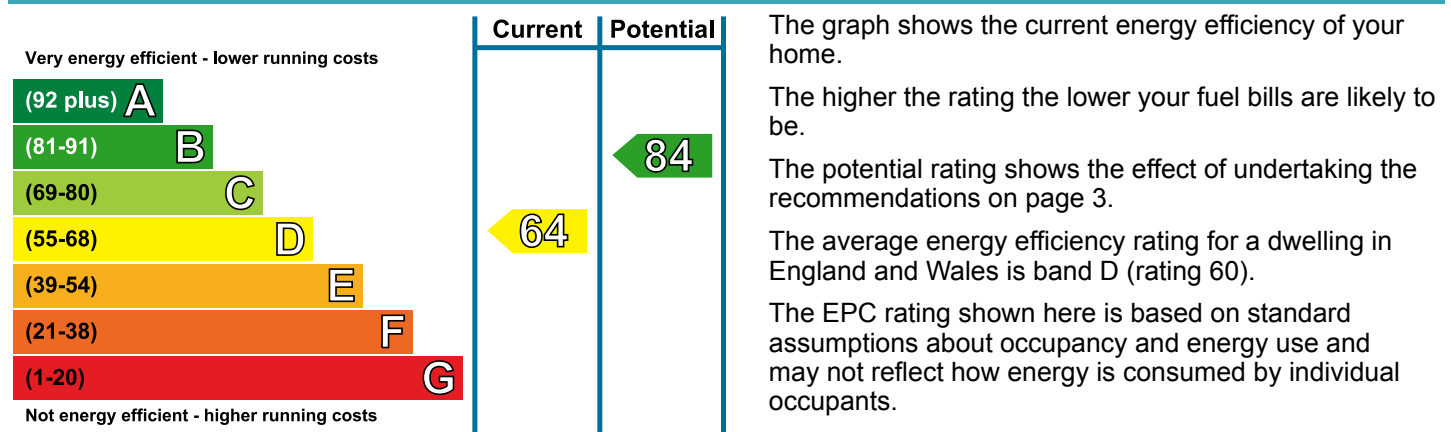 Current Potential
Very energy efficient - lower running costs
(92 plus) A
(81-91) B
84
(69-80) C
(55-68) D
64
(39-54) E
(21-38) F
(1-20) G
Not energy efficient - higher running costs
The graph shows the current energy efficiency of your
home.
The higher the rating the lower your fuel bills are likely to
be.
The potential rating shows the effect of undertaking the
recommendations on page 3.
The average energy efficiency rating for a dwelling in
England and Wales is band D (rating 60).
The EPC rating shown here is based on standard
assumptions about occupancy and energy use and
may not reflect how energy is consumed by individual
occupants.